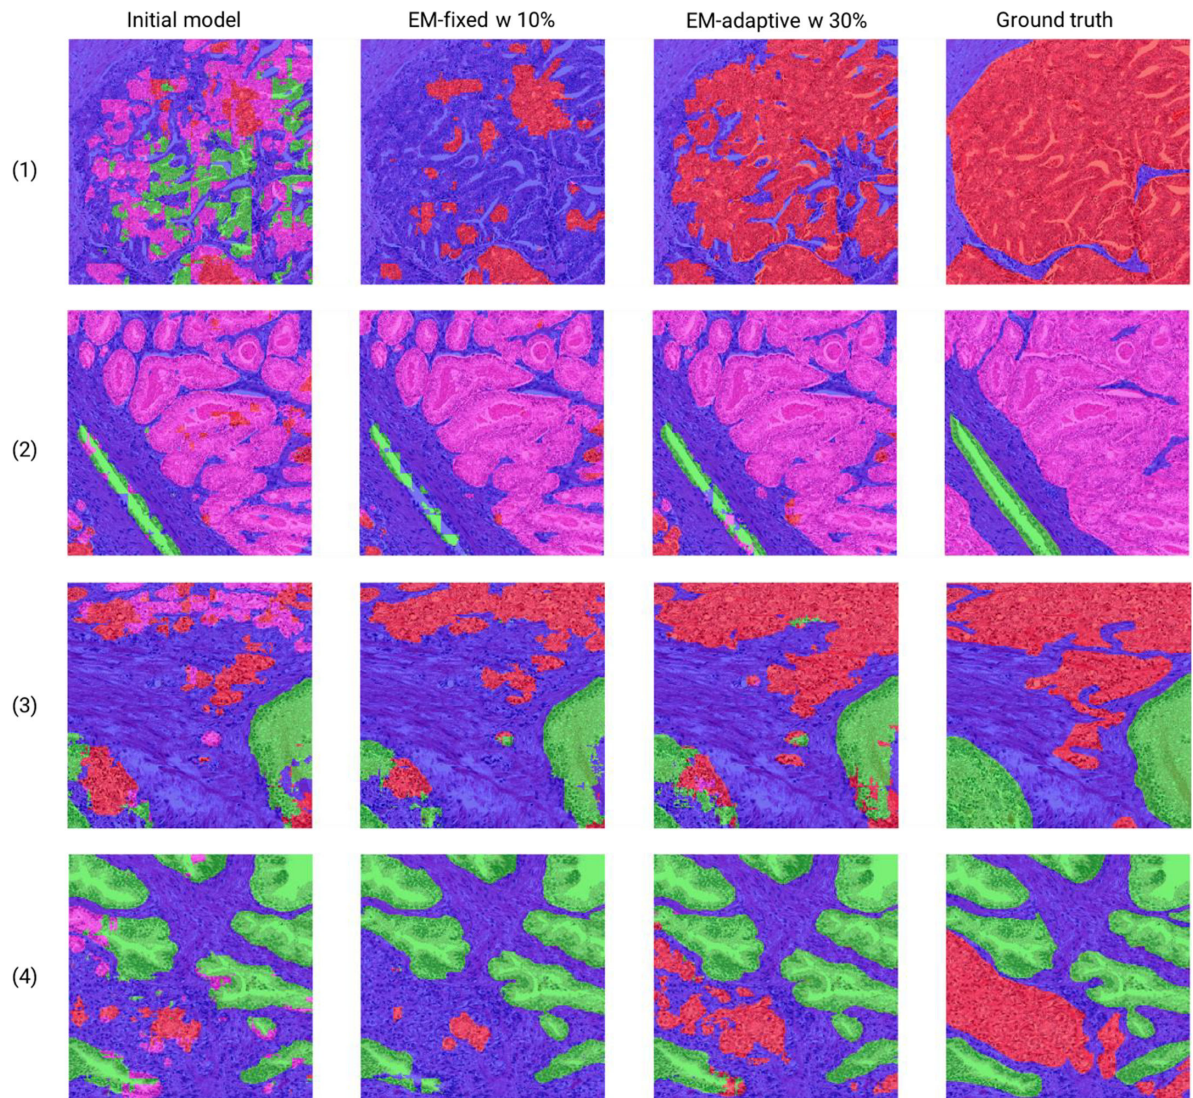 Initial model EM-fixed w 10% EM-adaptive w 30% Ground truth
(1)
(2)
(3)
(4)